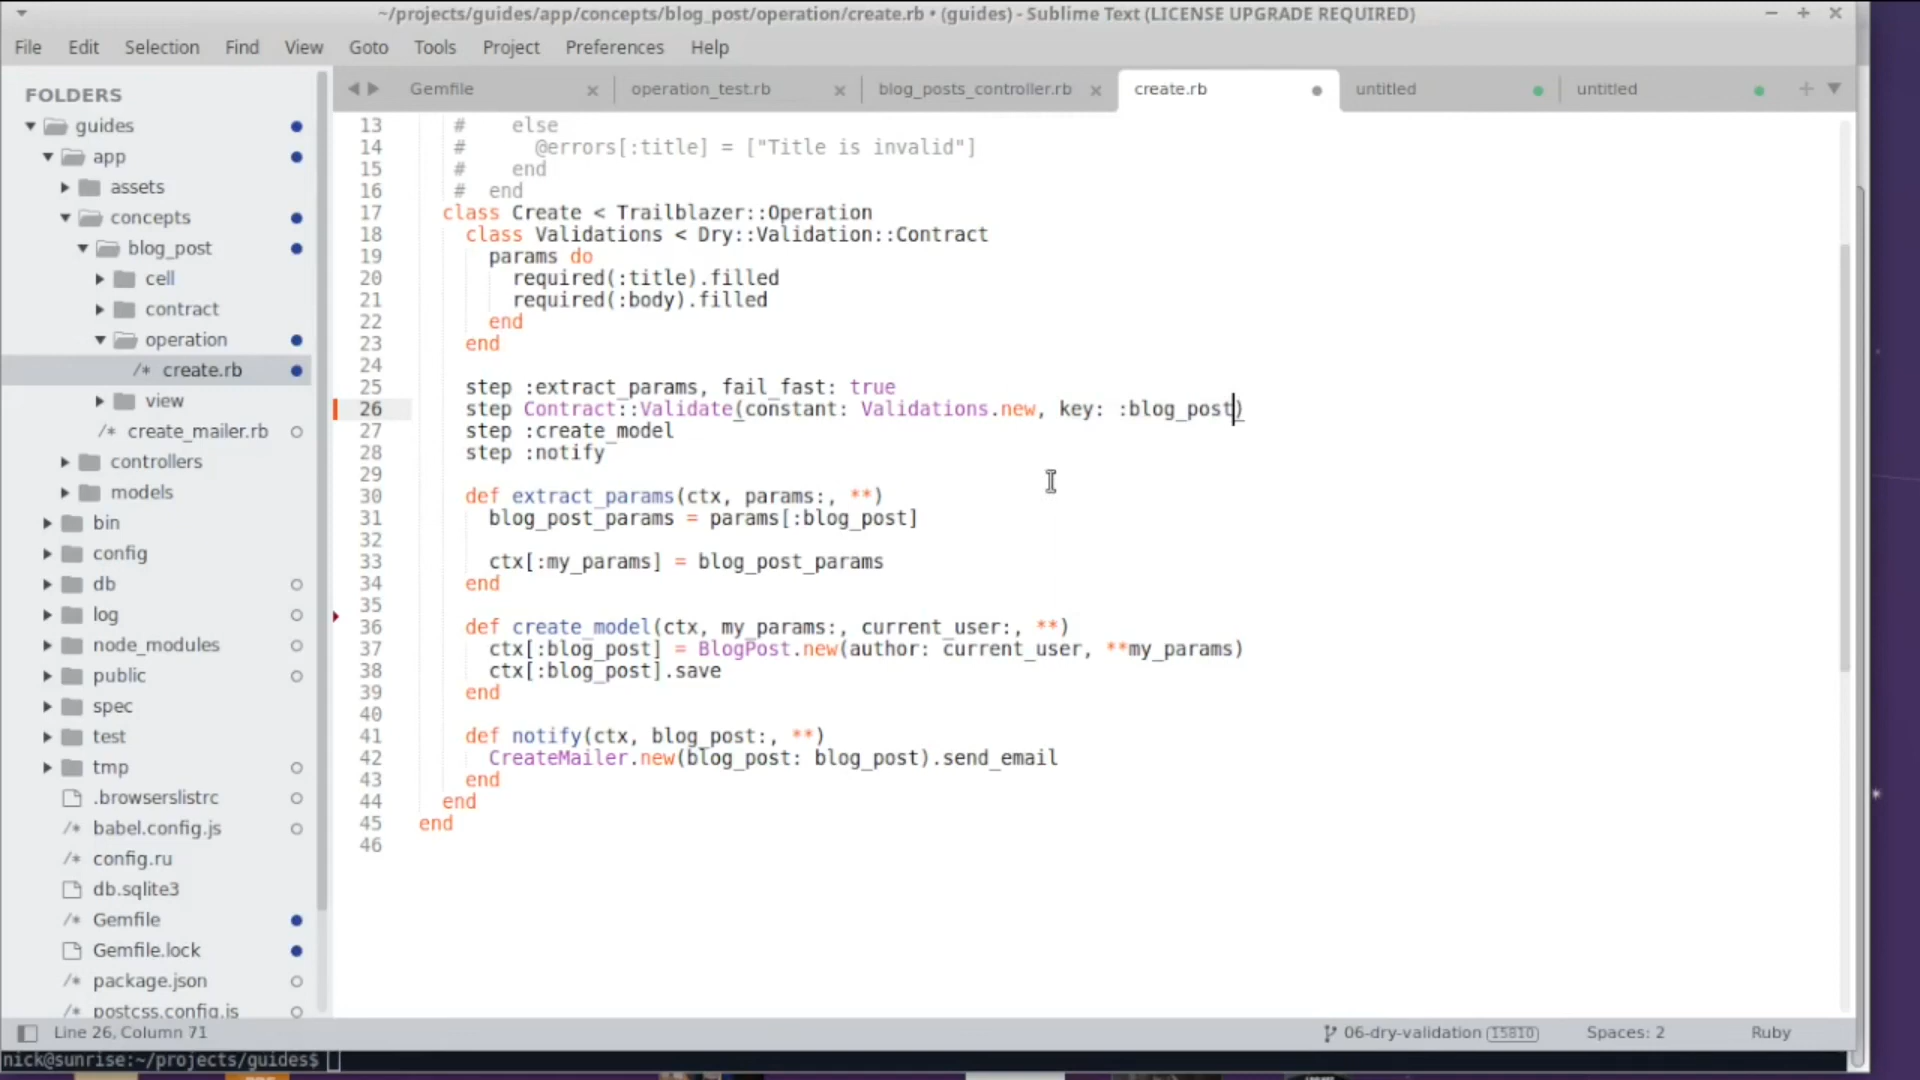 ~/projects/guides/app/concepts/blog_post/operation/create.rb • (guides) - Sublime Text (LICENSE UPGRADE REQUIRED)
File Edit Selection Find View Goto Tools Project Preferences Help
FOLDERS
guides
app
assets
concepts
blog_post
cell
contract
operation
/* create.rb
view
/* create_mailer.rb
controllers
models
bin
config
db
log
node_modules
public
spec
test
tmp
.browserslistrc
/* babel.config.js
/* config.ru
db.sqlite3
/* Gemfile
Gemfile.lock
/* package.json
/* postcss.config.js
Gemfile operation_test.rb blog_posts_controller.rb create.rb untitled untitled
13 # else
14 # @errors[:title] = ["Title is invalid"]
15 # end
16 # end
17 class Create < Trailblazer::Operation
18 class Validations < Dry::Validation::Contract
19 params do
20 required(:title).filled
21 required(:body).filled
22 end
23 end
24
25 step :extract_params, fail_fast: true
26 step Contract::Validate(constant: Validations.new, key: :blog_post)
27 step :create_model
28 step :notify
29
30 def extract_params(ctx, params:, **)
31 blog_post_params = params[:blog_post]
32
33 ctx[:my_params] = blog_post_params
34 end
35
36 def create_model(ctx, my_params:, current_user:, **)
37 ctx[:blog_post] = BlogPost.new(author: current_user, **my_params)
38 ctx[:blog_post].save
39 end
40
41 def notify(ctx, blog_post:, **)
42 CreateMailer.new(blog_post: blog_post).send_email
43 end
44 end
45 end
46
Line 26, Column 71 06-dry-validation 15810 Spaces: 2 Ruby
nick@sunrise:~/projects/guides$